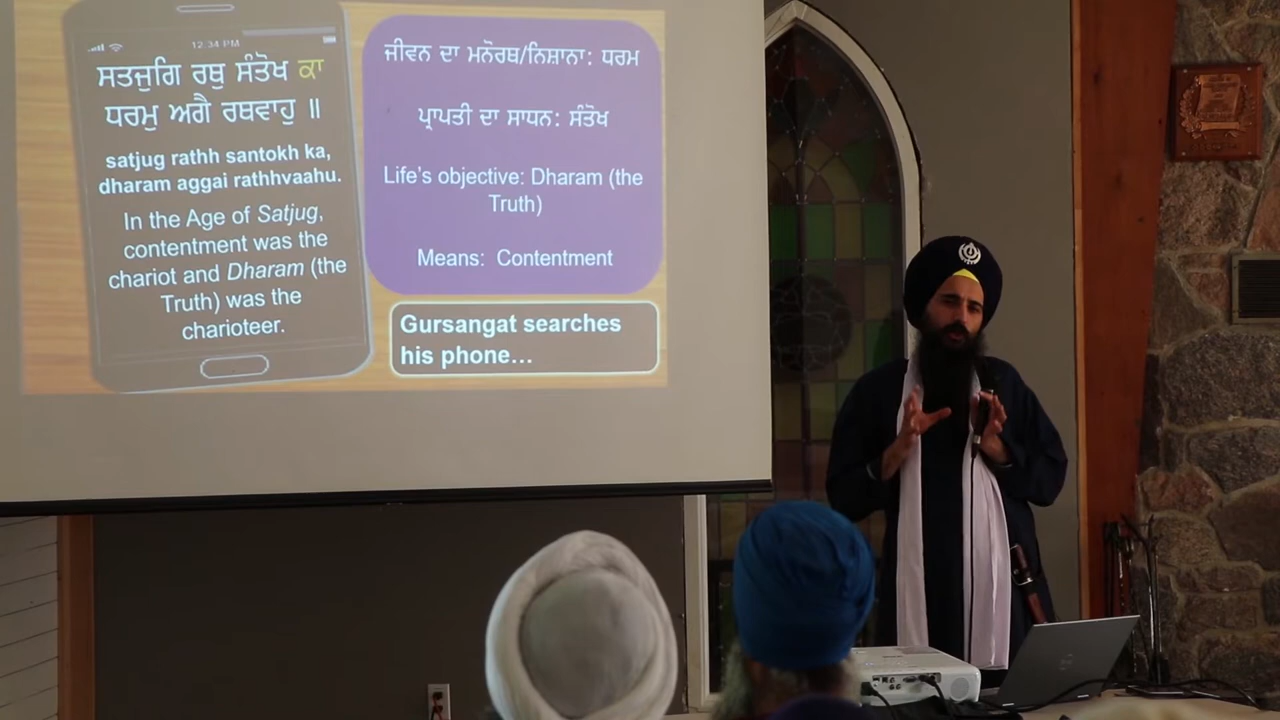 12:34 PM
ਸਤਜੁਗਿ ਰਥੁ ਸੰਤੋਖ ਕਾ
ਧਰਮੁ ਅਗੈ ਰਥਵਾਹੁ ॥
satjug rathh santokh ka,
dharam aggai rathhvaahu.
In the Age of Satjug,
contentment was the
chariot and Dharam (the
Truth) was the
charioteer.
ਜੀਵਨ ਦਾ ਮਨੋਰਥ/ਨਿਸ਼ਾਨਾ: ਧਰਮ
ਪ੍ਰਾਪਤੀ ਦਾ ਸਾਧਨ: ਸੰਤੋਖ
Life's objective: Dharam (the
Truth)
Means: Contentment
Gursangat searches
his phone...